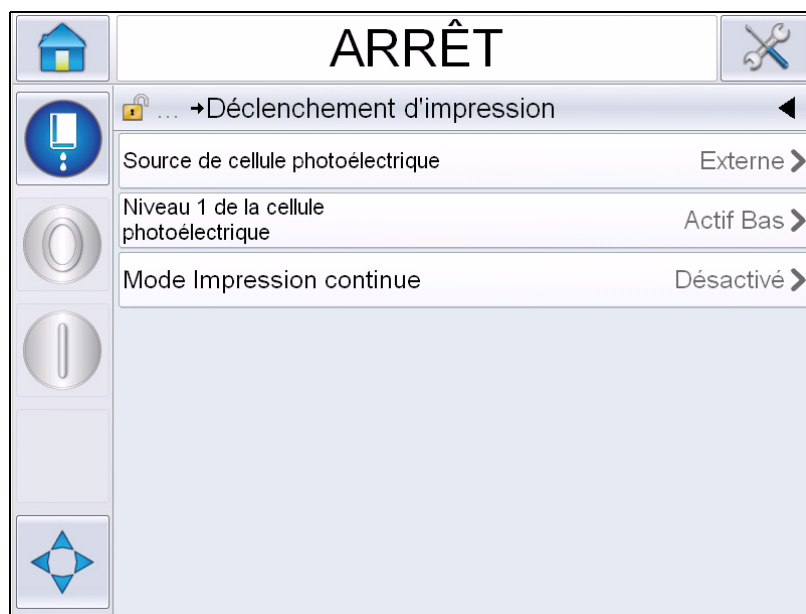 ARRÊT
... →Déclenchement d'impression
Source de cellule photoélectrique Externe
Niveau 1 de la cellule
photoélectrique Actif Bas
Mode Impression continue Désactivé